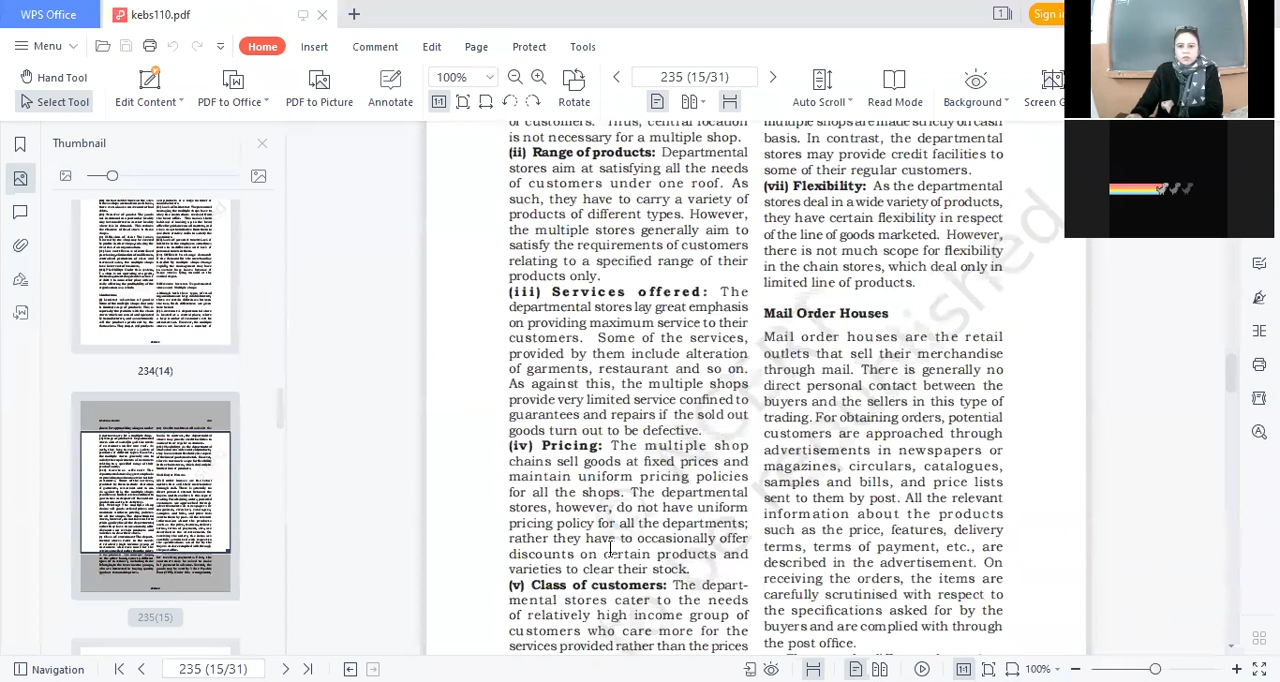 WPS Office
kebs110.pdf
1
Sign in
Menu
Home
Insert
Comment
Edit
Page
Protect
Tools
Hand Tool
Select Tool
Edit Content
PDF to Office
PDF to Picture
Annotate
100%
235 (15/31)
Rotate
Auto Scroll
Read Mode
Background
Screen G
Thumbnail
234(14)
235(15)
of customers. Thus, central location
is not necessary for a multiple shop.
(ii) Range of products: Departmental
stores aim at satisfying all the needs
of customers under one roof. As
such, they have to carry a variety of
products of different types. However,
the multiple stores generally aim to
satisfy the requirements of customers
relating to a specified range of their
products only.
(iii) Services offered: The
departmental stores lay great emphasis
on providing maximum service to their
customers. Some of the services,
provided by them include alteration
of garments, restaurant and so on.
As against this, the multiple shops
provide very limited service confined to
guarantees and repairs if the sold out
goods turn out to be defective.
(iv) Pricing: The multiple shop
chains sell goods at fixed prices and
maintain uniform pricing policies
for all the shops. The departmental
stores, however, do not have uniform
pricing policy for all the departments;
rather they have to occasionally offer
discounts on certain products and
varieties to clear their stock.
(v) Class of customers: The depart-
mental stores cater to the needs
of relatively high income group of
customers who care more for the
services provided rather than the prices
multiple shops are made strictly on cash
basis. In contrast, the departmental
stores may provide credit facilities to
some of their regular customers.
(vii) Flexibility: As the departmental
stores deal in a wide variety of products,
they have certain flexibility in respect
of the line of goods marketed. However,
there is not much scope for flexibility
in the chain stores, which deal only in
limited line of products.
Mail Order Houses
Mail order houses are the retail
outlets that sell their merchandise
through mail. There is generally no
direct personal contact between the
buyers and the sellers in this type of
trading. For obtaining orders, potential
customers are approached through
advertisements in newspapers or
magazines, circulars, catalogues,
samples and bills, and price lists
sent to them by post. All the relevant
information about the products
such as the price, features, delivery
terms, terms of payment, etc., are
described in the advertisement. On
receiving the orders, the items are
carefully scrutinised with respect to
the specifications asked for by the
buyers and are complied with through
the post office.
Navigation
235 (15/31)
100%